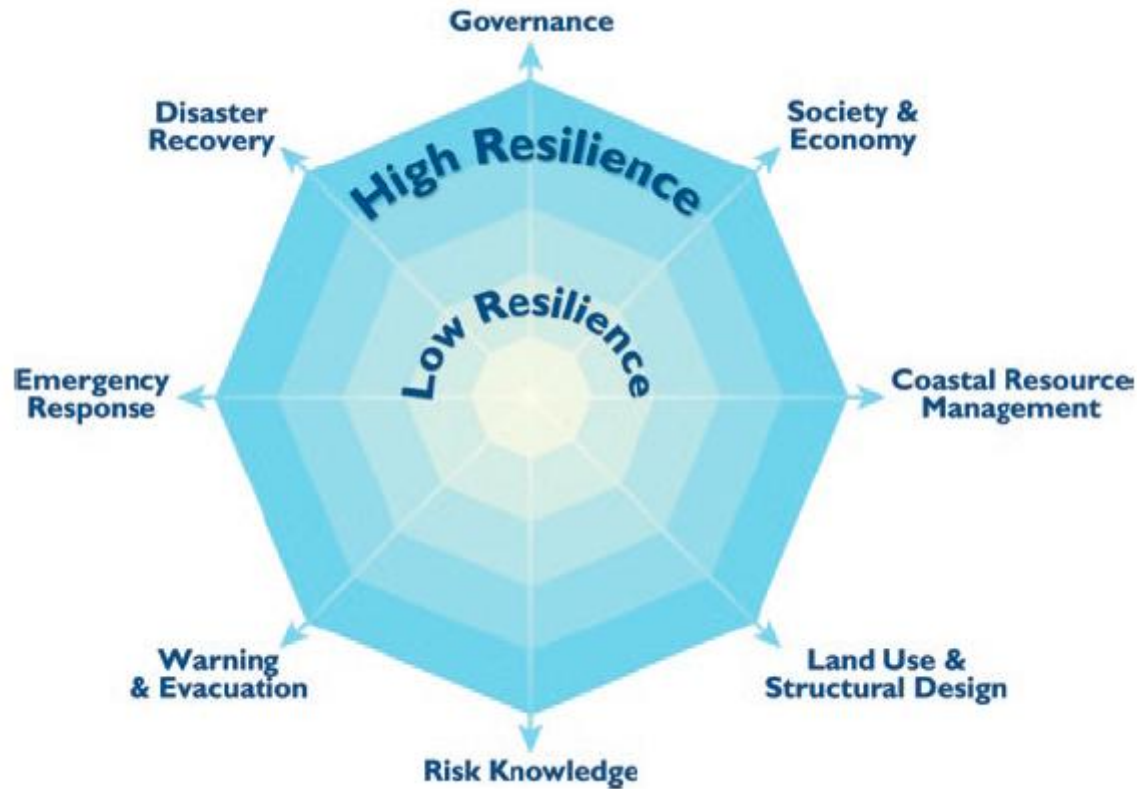 Governance
Disaster
Recovery
Society &
Economy
High Resilience
Low Resilience
Emergency
Response
Coastal Resource
Management
Warning
& Evacuation
Land Use &
Structural Design
Risk Knowledge